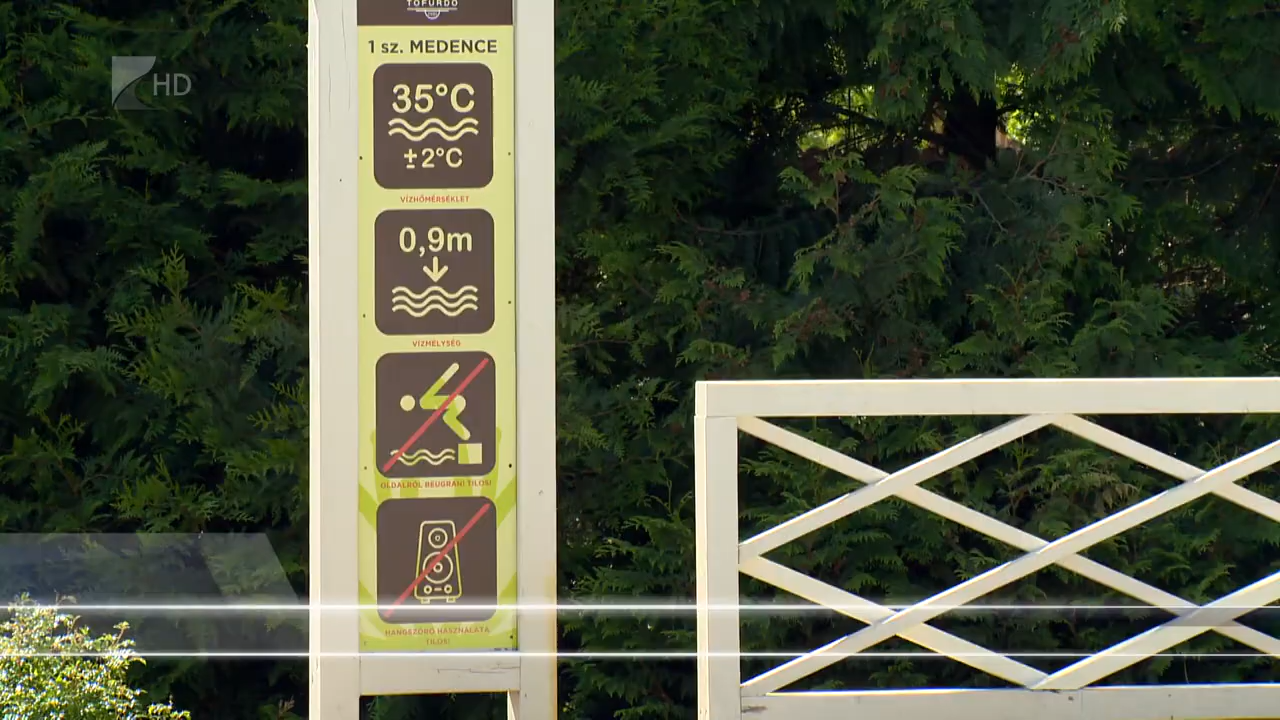 TÓFÜRDŐ
1 sz. MEDENCE
HD
35°C
±2°C
VÍZHŐMÉRSÉKLET
0,9m
VÍZMÉLYSÉG
OLDALRÓL BEUGRANI TILOS!
HANGSZÓRÓ HASZNÁLATA
TILOS!